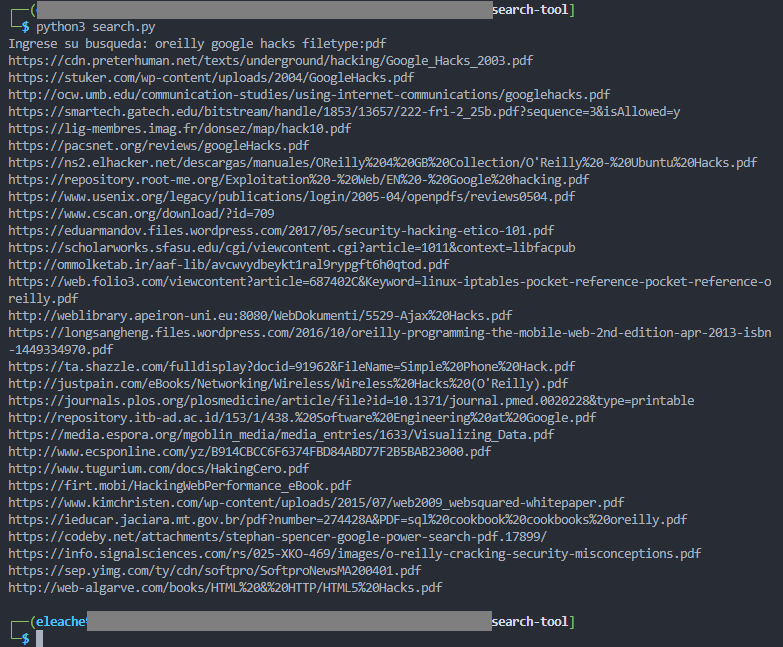 ┌──(                search-tool]
└─$ python3 search.py
Ingrese su busqueda: oreilly google hacks filetype:pdf
https://cdn.preterhuman.net/texts/underground/hacking/Google_Hacks_2003.pdf
https://stuker.com/wp-content/uploads/2004/GoogleHacks.pdf
http://ocw.umb.edu/communication-studies/using-internet-communications/googlehacks.pdf
https://smartech.gatech.edu/bitstream/handle/1853/13657/222-fri-2_25b.pdf?sequence=3&isAllowed=y
https://lig-membres.imag.fr/donsez/map/hack10.pdf
https://pacsnet.org/reviews/googleHacks.pdf
https://ns2.elhacker.net/descargas/manuales/OReilly%204%20GB%20Collection/O'Reilly%20-%20Ubuntu%20Hacks.pdf
https://repository.root-me.org/Exploitation%20-%20Web/EN%20-%20Google%20hacking.pdf
https://www.usenix.org/legacy/publications/login/2005-04/openpdfs/reviews0504.pdf
https://www.cscan.org/download/?id=709
https://eduarmandov.files.wordpress.com/2017/05/security-hacking-etico-101.pdf
https://scholarworks.sfasu.edu/cgi/viewcontent.cgi?article=1011&context=libfacpub
http://ommolketab.ir/aaf-lib/avcwvydbeykt1ral9rypgft6h0qtod.pdf
https://web.folio3.com/viewcontent?article=687402C&Keyword=linux-iptables-pocket-reference-pocket-reference-o
reilly.pdf
http://weblibrary.apeiron-uni.eu:8080/WebDokumenti/5529-Ajax%20Hacks.pdf
https://longsangheng.files.wordpress.com/2016/10/oreilly-programming-the-mobile-web-2nd-edition-apr-2013-isbn
-1449334970.pdf
https://ta.shazzle.com/fulldisplay?docid=91962&FileName=Simple%20Phone%20Hack.pdf
http://justpain.com/eBooks/Networking/Wireless/Wireless%20Hacks%20(O'Reilly).pdf
https://journals.plos.org/plosmedicine/article/file?id=10.1371/journal.pmed.0020228&type=printable
http://repository.itb-ad.ac.id/153/1/438.%20Software%20Engineering%20at%20Google.pdf
https://media.espora.org/mgoblin_media/media_entries/1633/Visualizing_Data.pdf
http://www.ecsponline.com/yz/B914CBCC6F6374FBD84ABD77F2B5BAB23000.pdf
http://www.tugurium.com/docs/HakingCero.pdf
https://firt.mobi/HackingWebPerformance_eBook.pdf
https://www.kimchristen.com/wp-content/uploads/2015/07/web2009_websquared-whitepaper.pdf
https://ieducar.jaciara.mt.gov.br/pdf?number=274428A&PDF=sql%20cookbook%20cookbooks%20oreilly.pdf
https://codeby.net/attachments/stephan-spencer-google-power-search-pdf.17899/
https://info.signalsciences.com/rs/025-XKO-469/images/o-reilly-cracking-security-misconceptions.pdf
https://sep.yimg.com/ty/cdn/softpro/SoftproNewsMA200401.pdf
http://web-algarve.com/books/HTML%20&%20HTTP/HTML5%20Hacks.pdf
┌──(eleache                search-tool]
└─$